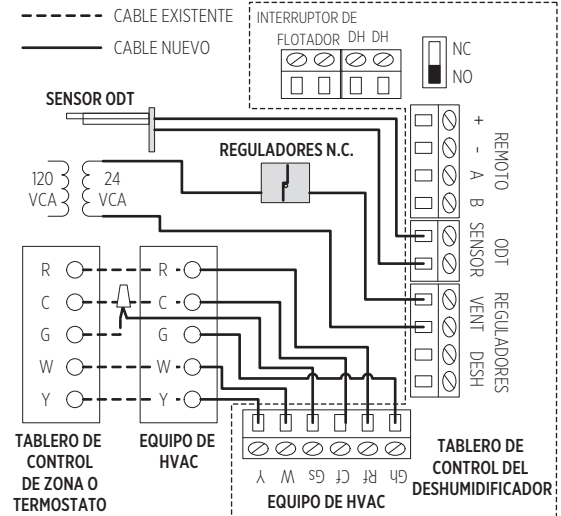 CABLE EXISTENTE
CABLE NUEVO
INTERRUPTOR DE
FLOTADOR DH DH
NC
NO
SENSOR ODT
REGULADORES N.C.
120
VCA
24
VCA
+
-
A
B
REMOTO
SENSOR
ODT
VENT
DESH
REGULADORES
R
C
G
W
Y
R
C
G
W
Y
TABLERO DE
CONTROL
DE ZONA O
TERMOSTATO
EQUIPO DE
HVAC
Y W Gs Cf Rf Gh
EQUIPO DE HVAC
TABLERO DE
CONTROL DEL
DESHUMIDIFICADOR